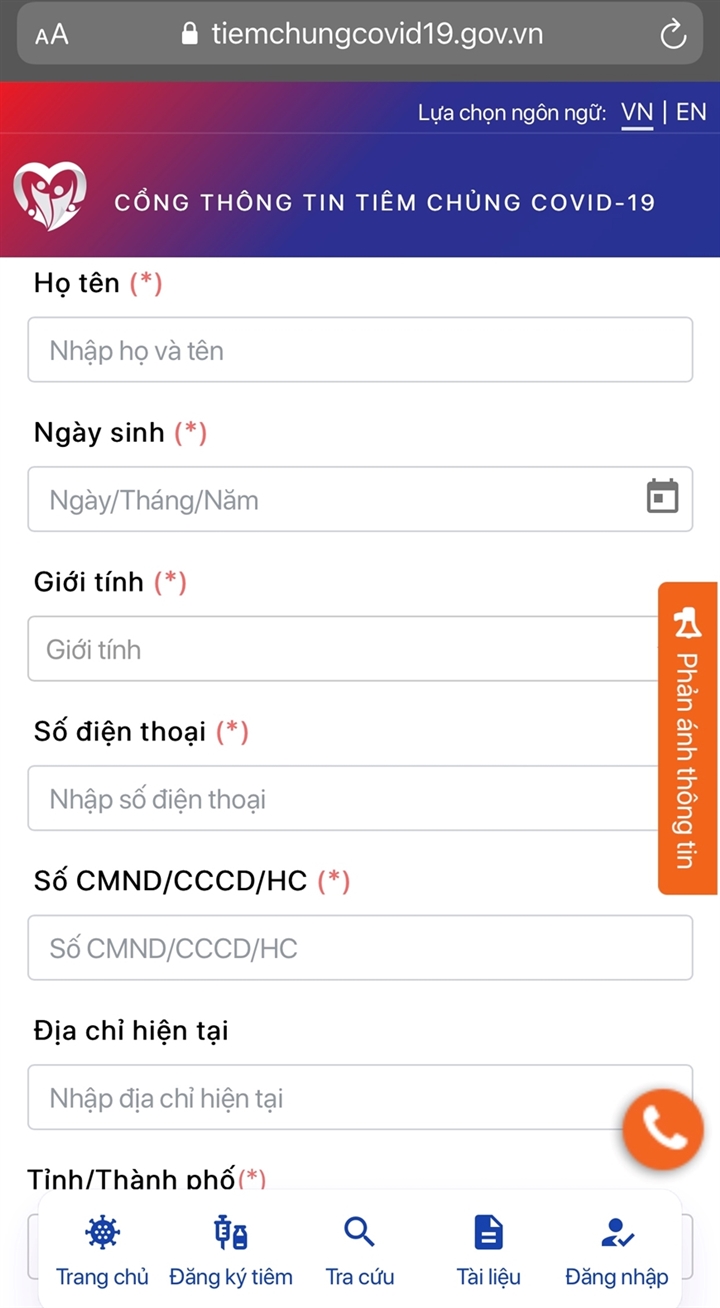 AA tiemchungcovid19.gov.vn
Lựa chọn ngôn ngữ: VN | EN
CỔNG THÔNG TIN TIÊM CHỦNG COVID-19
Họ tên (*)
Nhập họ và tên
Ngày sinh (*)
Ngày/Tháng/Năm
Giới tính (*)
Giới tính
Số điện thoại (*)
Nhập số điện thoại
Phản ánh thông tin
Số CMND/CCCD/HC (*)
Số CMND/CCCD/HC
Địa chỉ hiện tại
Nhập địa chỉ hiện tại
Tỉnh/Thành phố(*)
Trang chủ Đăng ký tiêm Tra cứu Tài liệu Đăng nhập